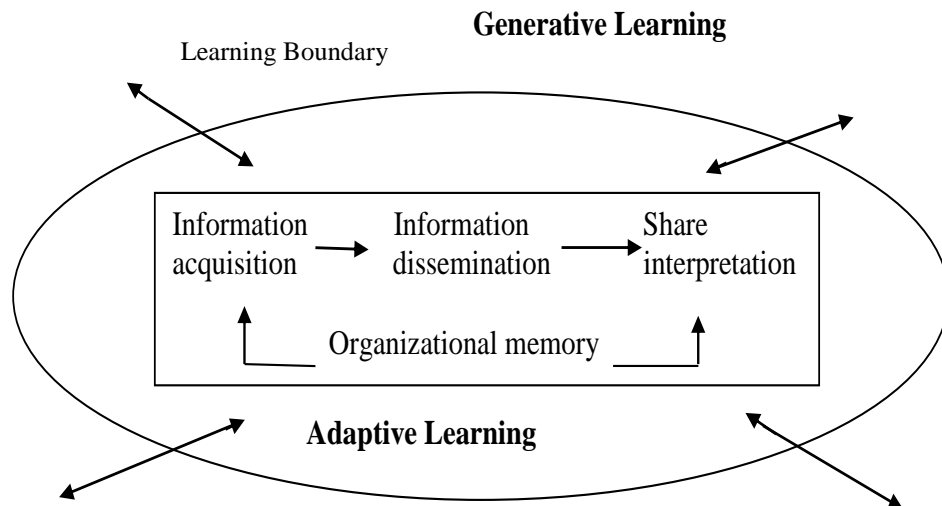 Generative Learning
Learning Boundary
Information
acquisition
Information
dissemination
Share
interpretation
Organizational memory
Adaptive Learning